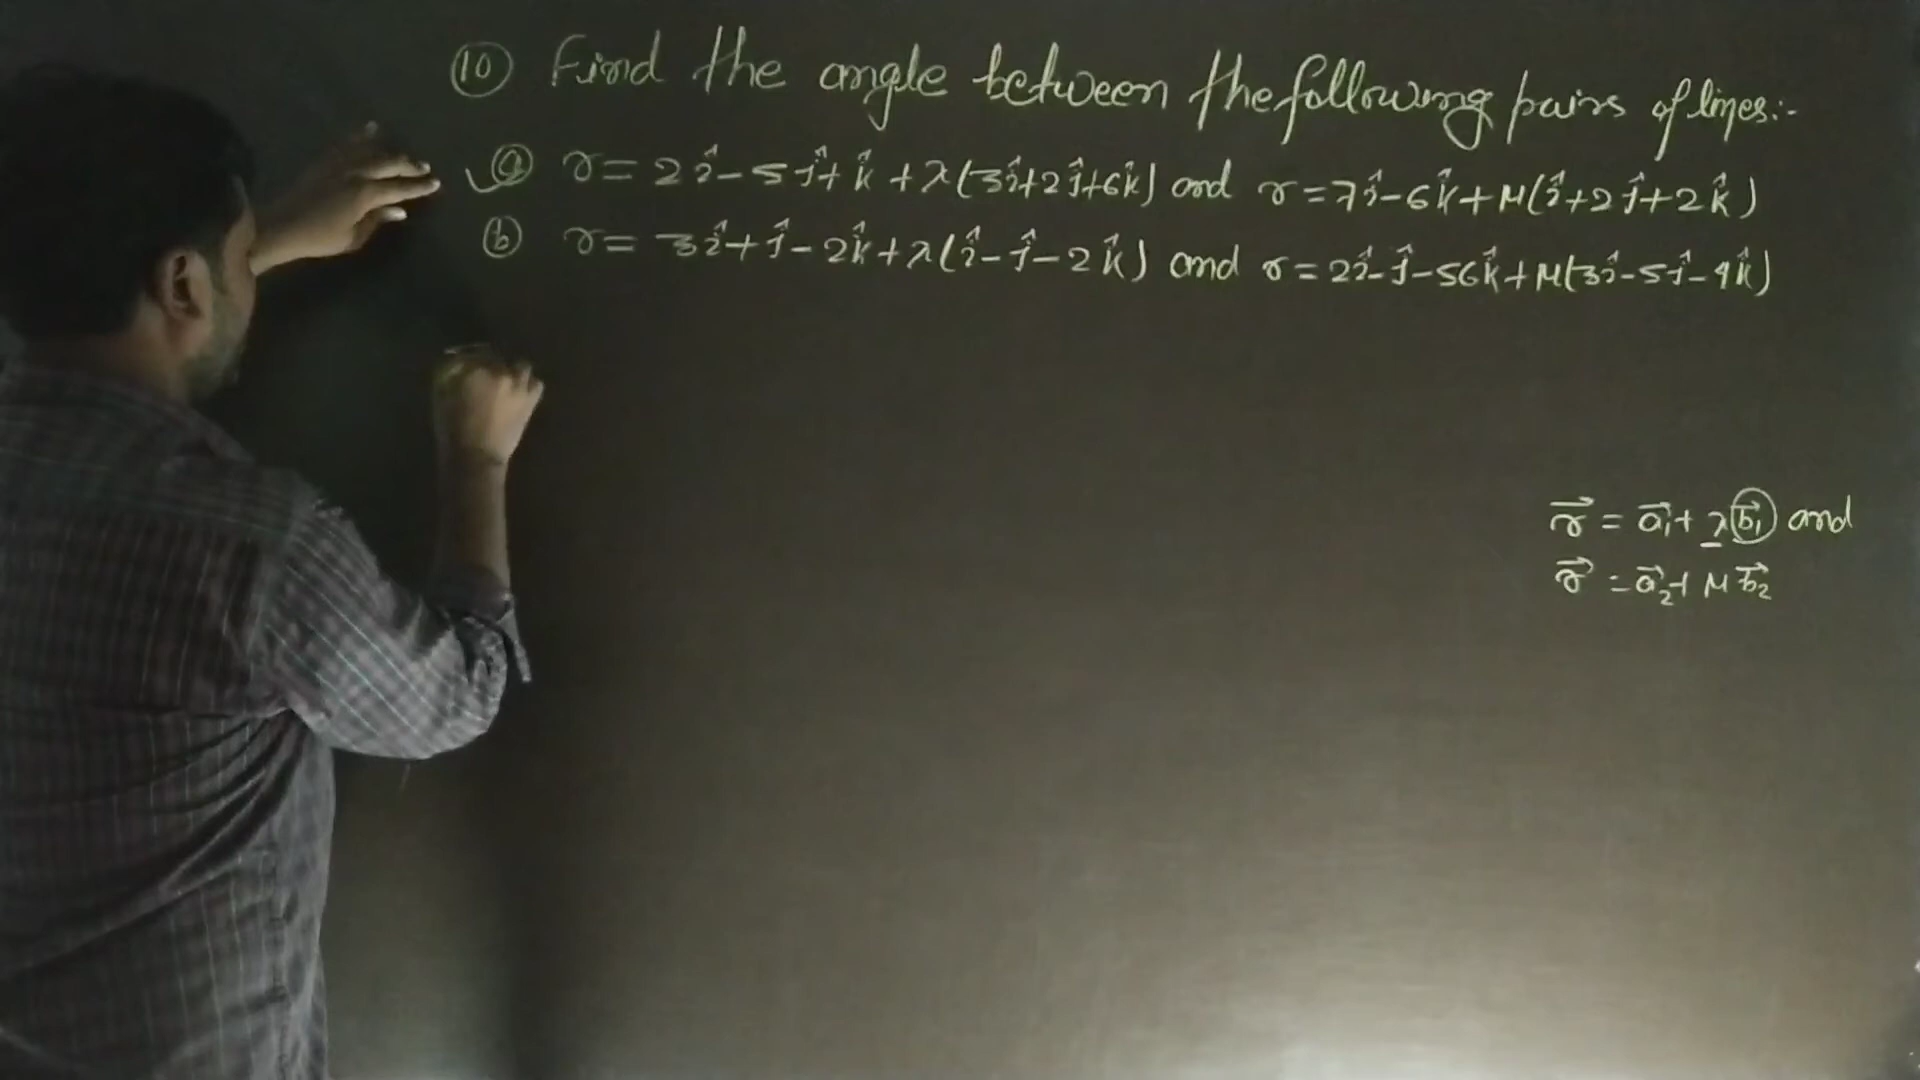 ⑩ Find the angle between the following pairs of lines:-
ⓐ r = 2î - 5ĵ + k̂ + λ(3î + 2ĵ + 6k̂) and r = 7î - 6k̂ + μ(î + 2ĵ + 2k̂)
ⓑ r = 3î + ĵ - 2k̂ + λ(î - ĵ - 2k̂) and r = 2î - ĵ - 56k̂ + μ(3î - 5ĵ - 4k̂)
r⃗ = a⃗₁ + λb⃗₁ and
r⃗ = a⃗₂ + μb⃗₂